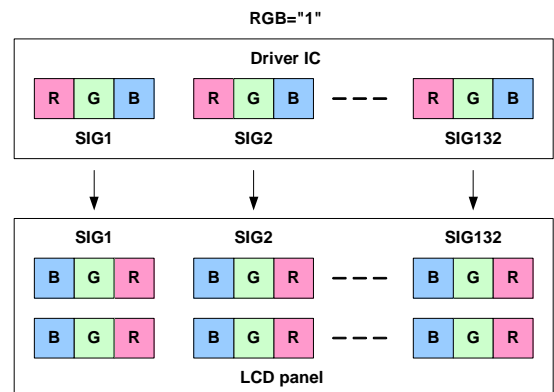 RGB="1"
Driver IC
R G B R G B R G B
SIG1 SIG2 SIG132
SIG1 SIG2 SIG132
B G R B G R B G R
B G R B G R B G R
LCD panel